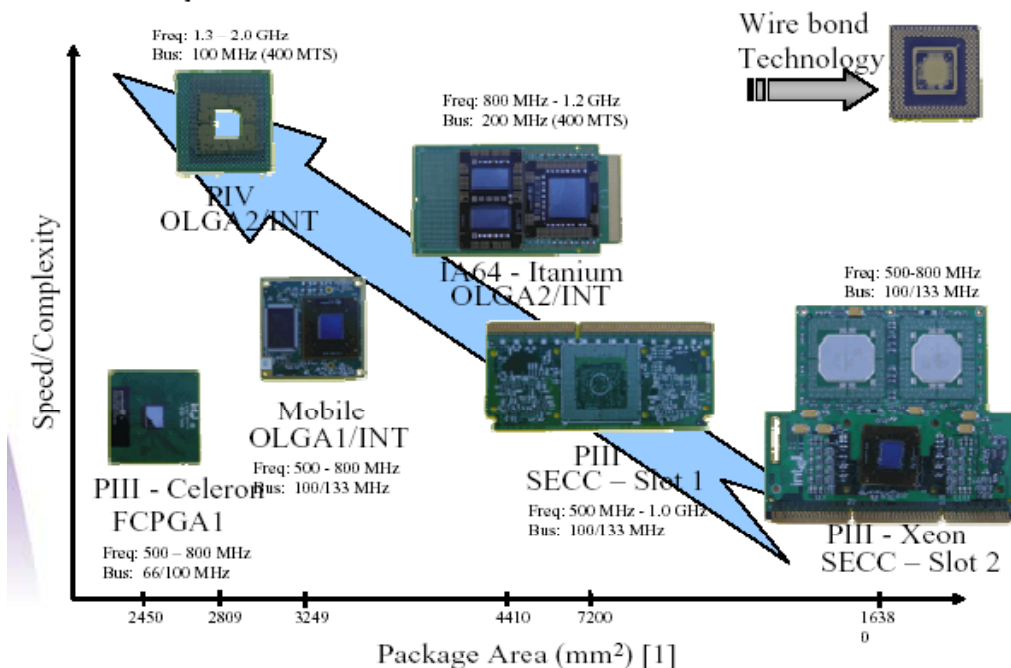 Freq: 1.3 – 2.0 GHz
Bus: 100 MHz (400 MTS)
Wire bond
Technology
Freq: 800 MHz - 1.2 GHz
Bus: 200 MHz (400 MTS)
PIV
OLGA2/INT
IA64 - Itanium
OLGA2/INT
Freq: 500-800 MHz
Bus: 100/133 MHz
Speed/Complexity
Mobile
OLGA1/INT
Freq: 500 - 800 MHz
Bus: 100/133 MHz
PIII - Celeron
FCPGA1
Freq: 500 – 800 MHz
Bus: 66/100 MHz
PIII
SECC – Slot 1
Freq: 500 MHz - 1.0 GHz
Bus: 100/133 MHz
intel
PIII - Xeon
SECC – Slot 2
2450
2809
3249
4410
7200
1638
0
Package Area (mm²) [1]